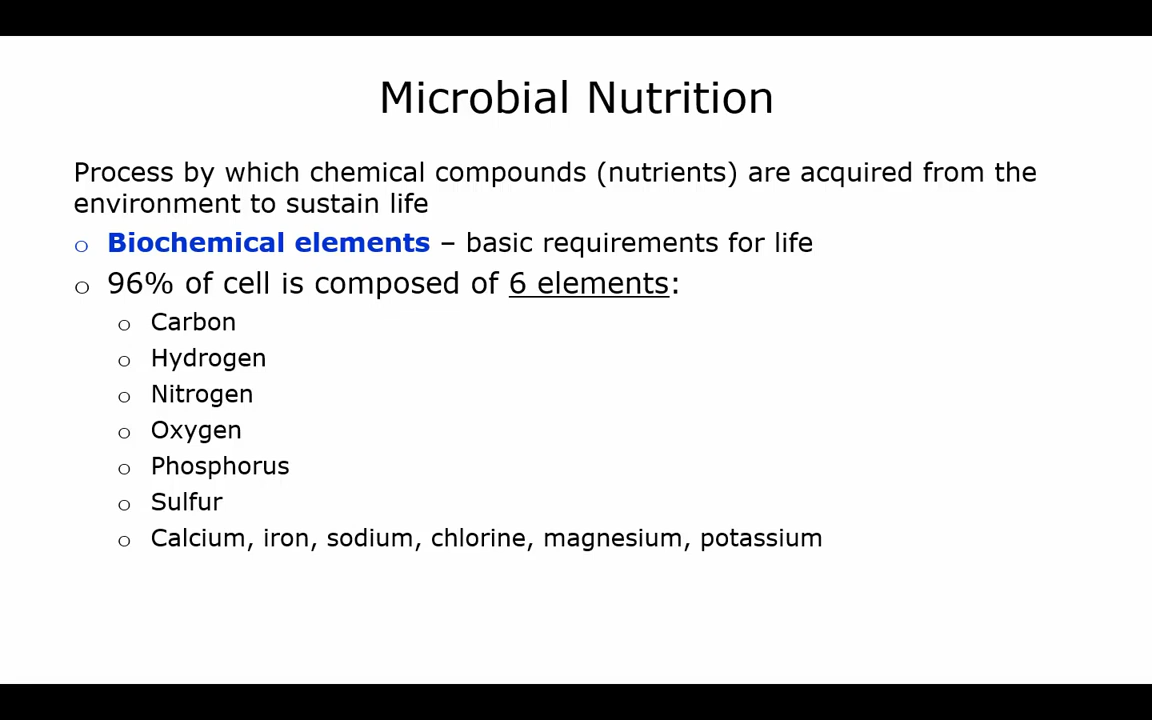 Microbial Nutrition
Process by which chemical compounds (nutrients) are acquired from the
environment to sustain life
o Biochemical elements – basic requirements for life
o 96% of cell is composed of 6 elements:
o Carbon
o Hydrogen
o Nitrogen
o Oxygen
o Phosphorus
o Sulfur
o Calcium, iron, sodium, chlorine, magnesium, potassium